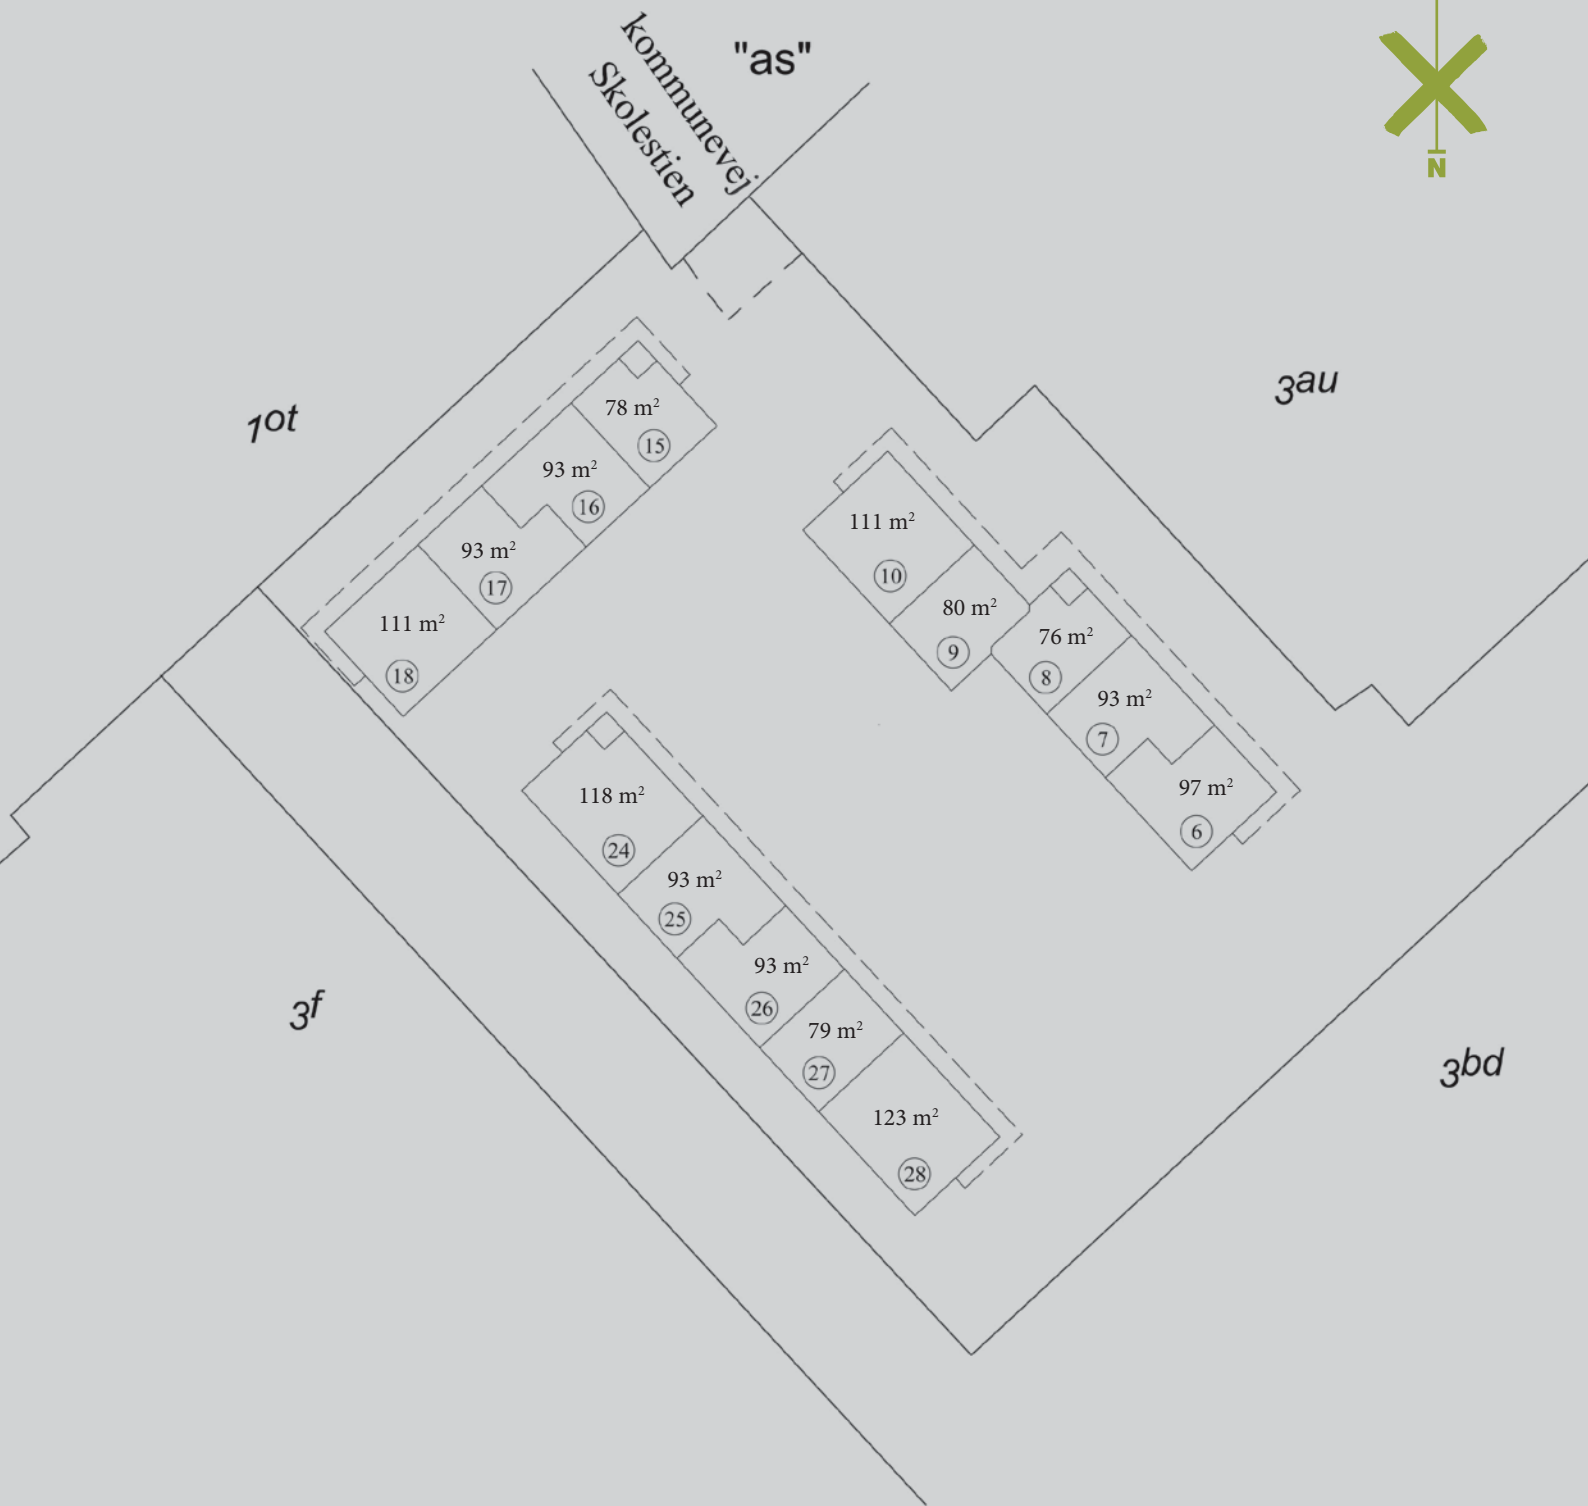 kommunevej
Skolestien
"as"
N
1ot
3au
78 m²
15
93 m²
16
93 m²
17
111 m²
18
111 m²
10
80 m²
9
76 m²
8
93 m²
7
97 m²
6
118 m²
24
93 m²
25
93 m²
26
79 m²
27
123 m²
28
3f
3bd